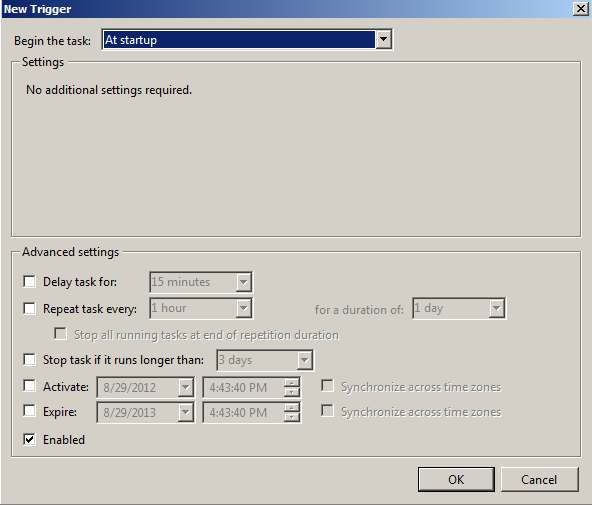 New Trigger
Begin the task: At startup
Settings
No additional settings required.
Advanced settings
Delay task for: 15 minutes
Repeat task every: 1 hour for a duration of: 1 day
Stop all running tasks at end of repetition duration
Stop task if it runs longer than: 3 days
Activate: 8/29/2012 4:43:40 PM Synchronize across time zones
Expire: 8/29/2013 4:43:40 PM Synchronize across time zones
Enabled
OK Cancel